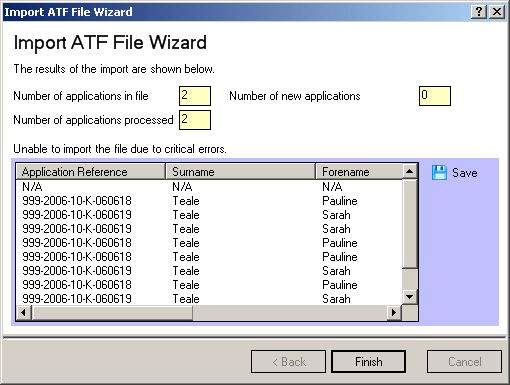 Import ATF File Wizard
Import ATF File Wizard
The results of the import are shown below.
Number of applications in file 2 Number of new applications 0
Number of applications processed 2
Unable to import the file due to critical errors.
Application Reference Surname Forename
N/A N/A N/A
999-2006-10-K-060618 Teale Pauline
999-2006-10-K-060619 Teale Sarah
999-2006-10-K-060618 Teale Pauline
999-2006-10-K-060619 Teale Sarah
999-2006-10-K-060618 Teale Pauline
999-2006-10-K-060619 Teale Sarah
999-2006-10-K-060618 Teale Pauline
999-2006-10-K-060619 Teale Sarah
Save
< Back Finish Cancel